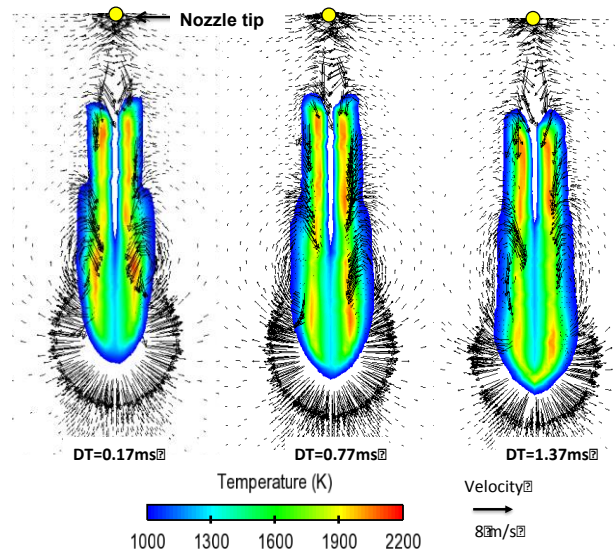 Nozzle tip
DT=0.17ms⍰ DT=0.77ms⍰ DT=1.37ms⍰
Temperature (K)
1000 1300 1600 1900 2200
Velocity⍰
8⍰m/s⍰